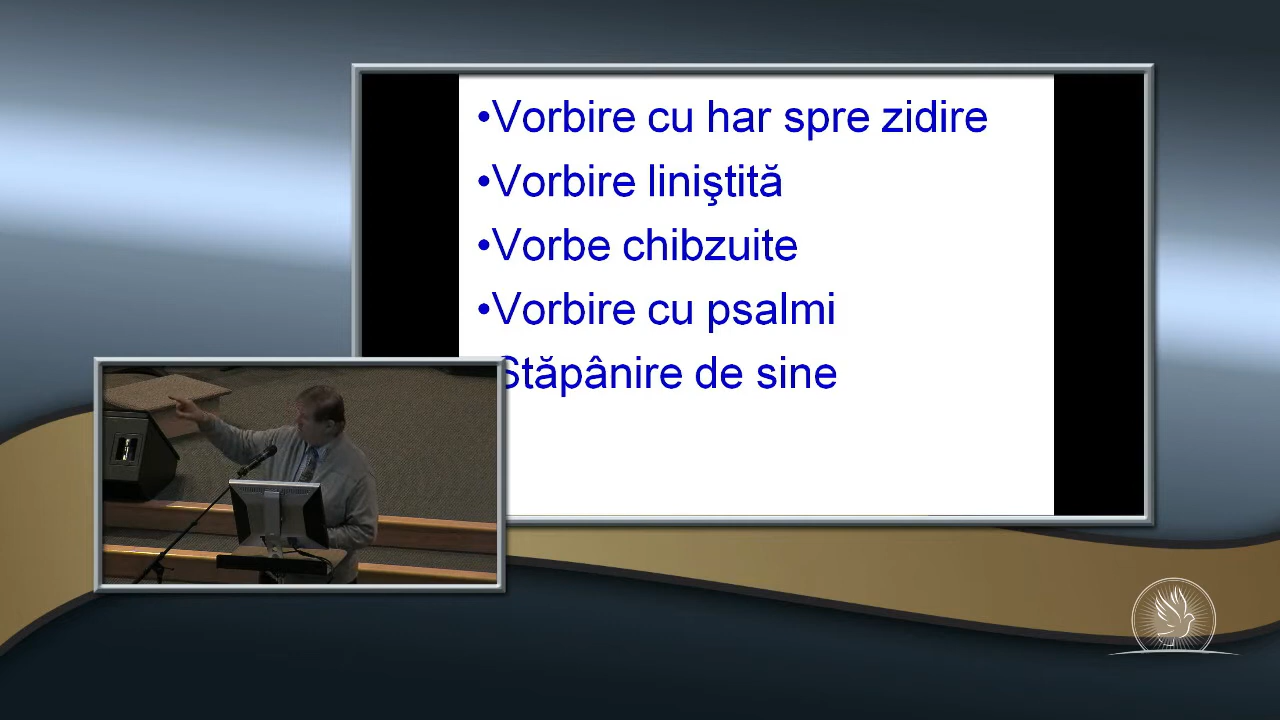 •Vorbire cu har spre zidire
•Vorbire liniştită
•Vorbe chibzuite
•Vorbire cu psalmi
Stăpânire de sine